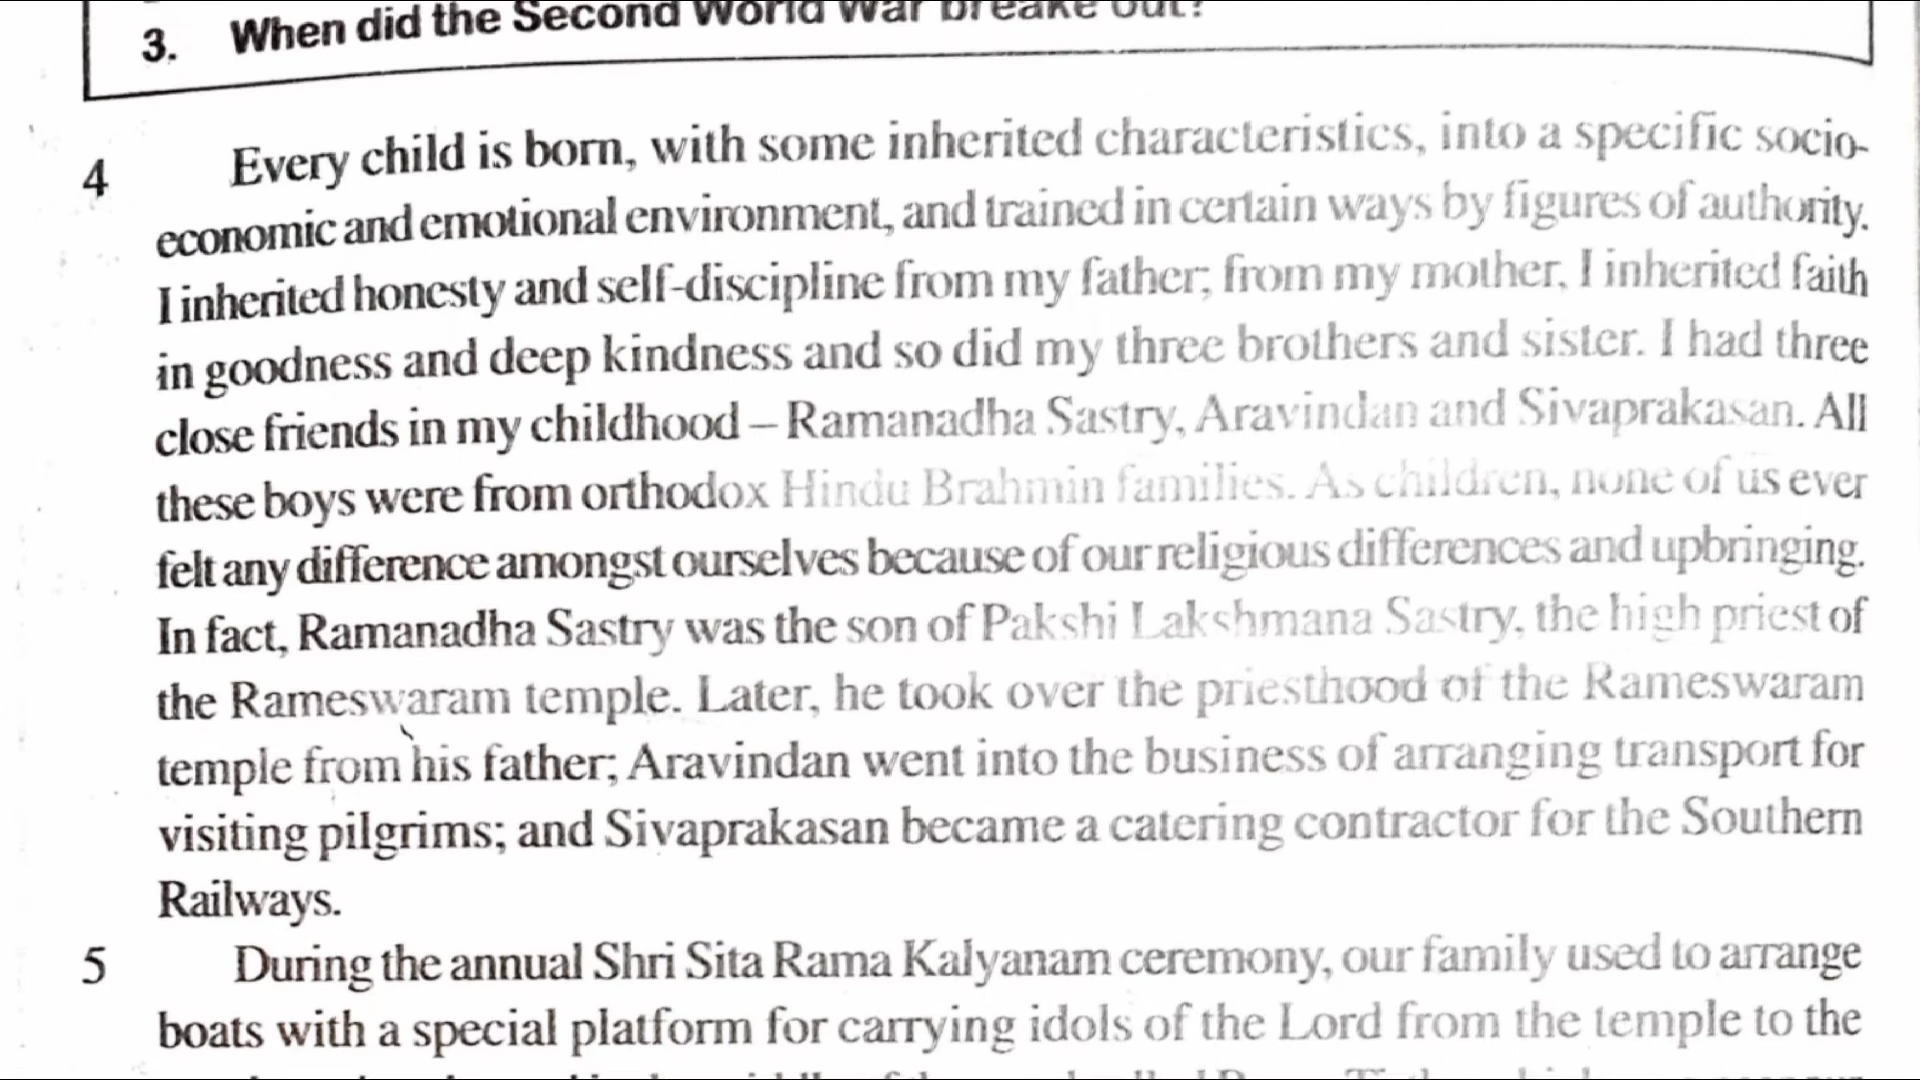 3. When did the Second World War breake out?
4 Every child is born, with some inherited characteristics, into a specific socio-
economic and emotional environment, and trained in certain ways by figures of authority.
I inherited honesty and self-discipline from my father; from my mother, I inherited faith
in goodness and deep kindness and so did my three brothers and sister. I had three
close friends in my childhood – Ramanadha Sastry, Aravindan and Sivaprakasan. All
these boys were from orthodox Hindu Brahmin families. As children, none of us ever
felt any difference amongst ourselves because of our religious differences and upbringing.
In fact, Ramanadha Sastry was the son of Pakshi Lakshmana Sastry, the high priest of
the Rameswaram temple. Later, he took over the priesthood of the Rameswaram
temple from his father; Aravindan went into the business of arranging transport for
visiting pilgrims; and Sivaprakasan became a catering contractor for the Southern
Railways.
5 During the annual Shri Sita Rama Kalyanam ceremony, our family used to arrange
boats with a special platform for carrying idols of the Lord from the temple to the